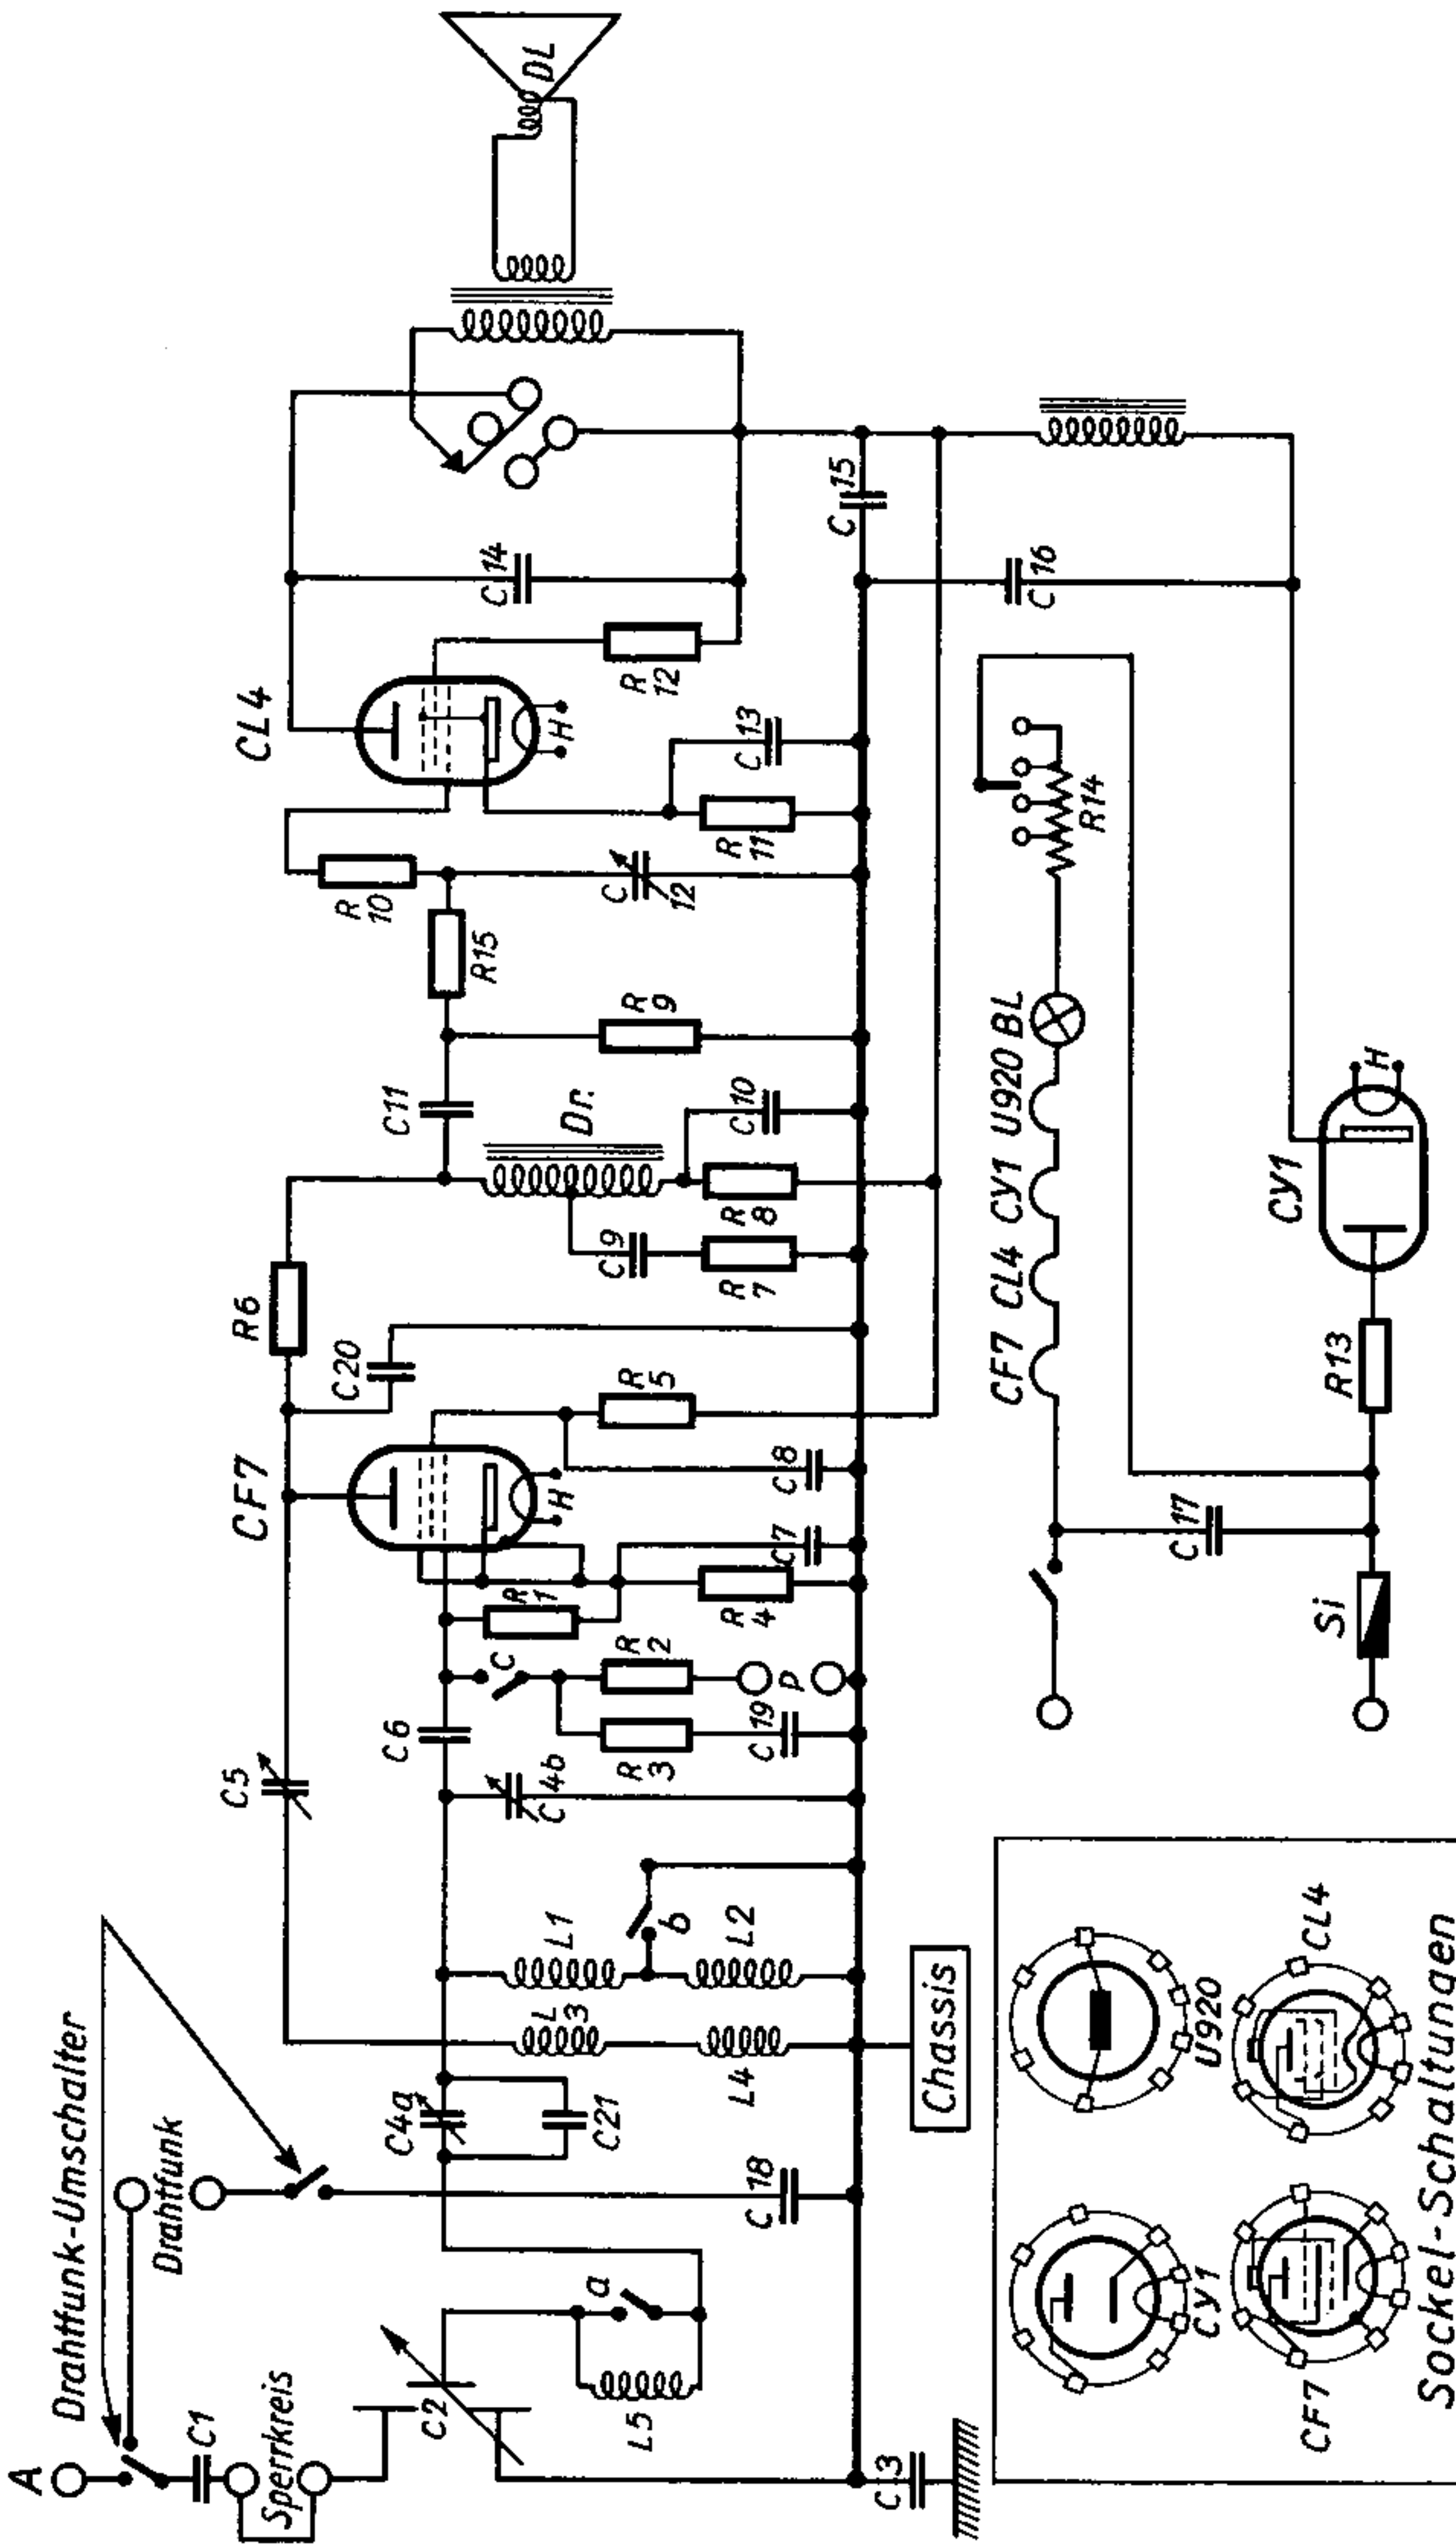 A
Drahtfunk-Umschalter
C1
Sperrkreis
Drahtfunk
C2
L5
a
C3
C4a
C21
C18
L3
L4
L1
L2
b
Chassis
C5
C4b
C6
c
R3
R2
C19
P
R1
R4
C7
CF7
H
C8
R5
C20
R6
C9
R7
Dr.
R8
C10
C11
R9
R15
R10
C12
CL4
H
R11
C13
R12
C14
C15
C16
DL
CF7 CL4 CY1 U920 BL
R14
C17
Si
R13
CY1
H
CY1
U920
CF7
CL4
Sockel-Schaltungen